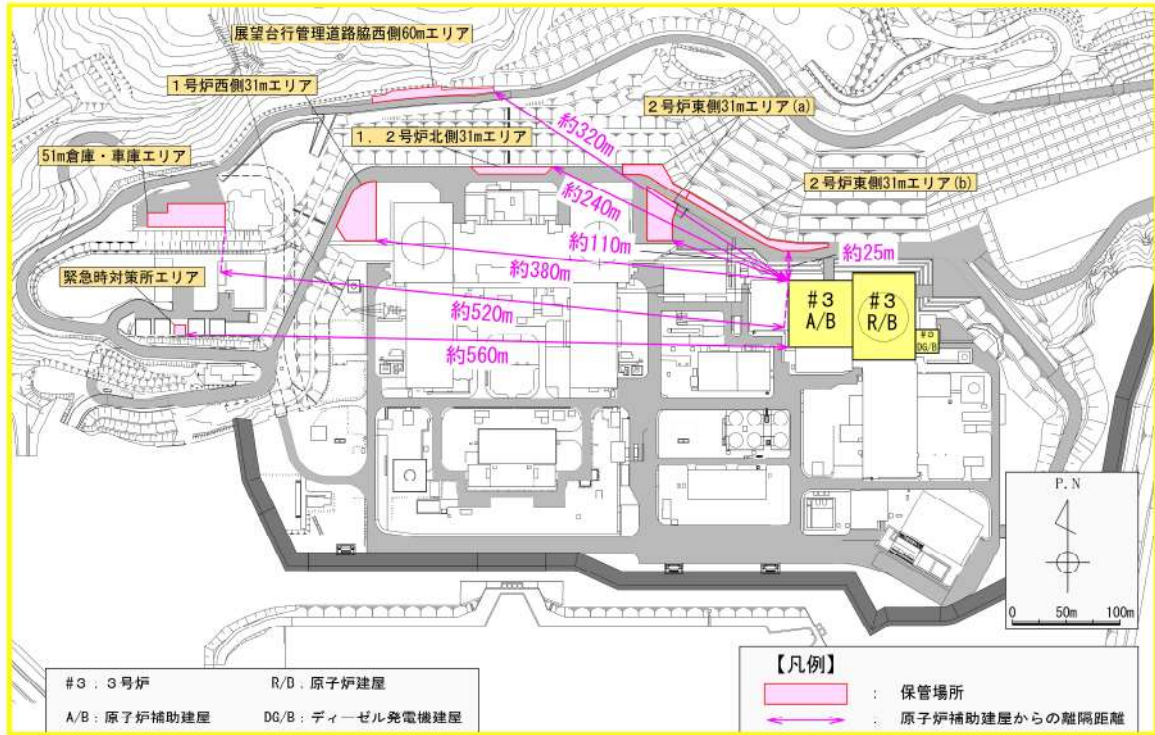 展望台行管理道路脇西側60mエリア
1号炉西側31mエリア
2号炉東側31mエリア(a)
1．2号炉北側31mエリア
51m倉庫・車庫エリア
2号炉東側31mエリア(b)
緊急時対策所エリア
約320m
約240m
約110m
約25m
約380m
約520m
約560m
#3
A/B
#3
R/B
#3
DG/B
P.N
0 50m 100m
#3．3号炉 R/B．原子炉建屋
A/B：原子炉補助建屋 DG/B：ディーゼル発電機建屋
【凡例】
： 保管場所
： 原子炉補助建屋からの離隔距離